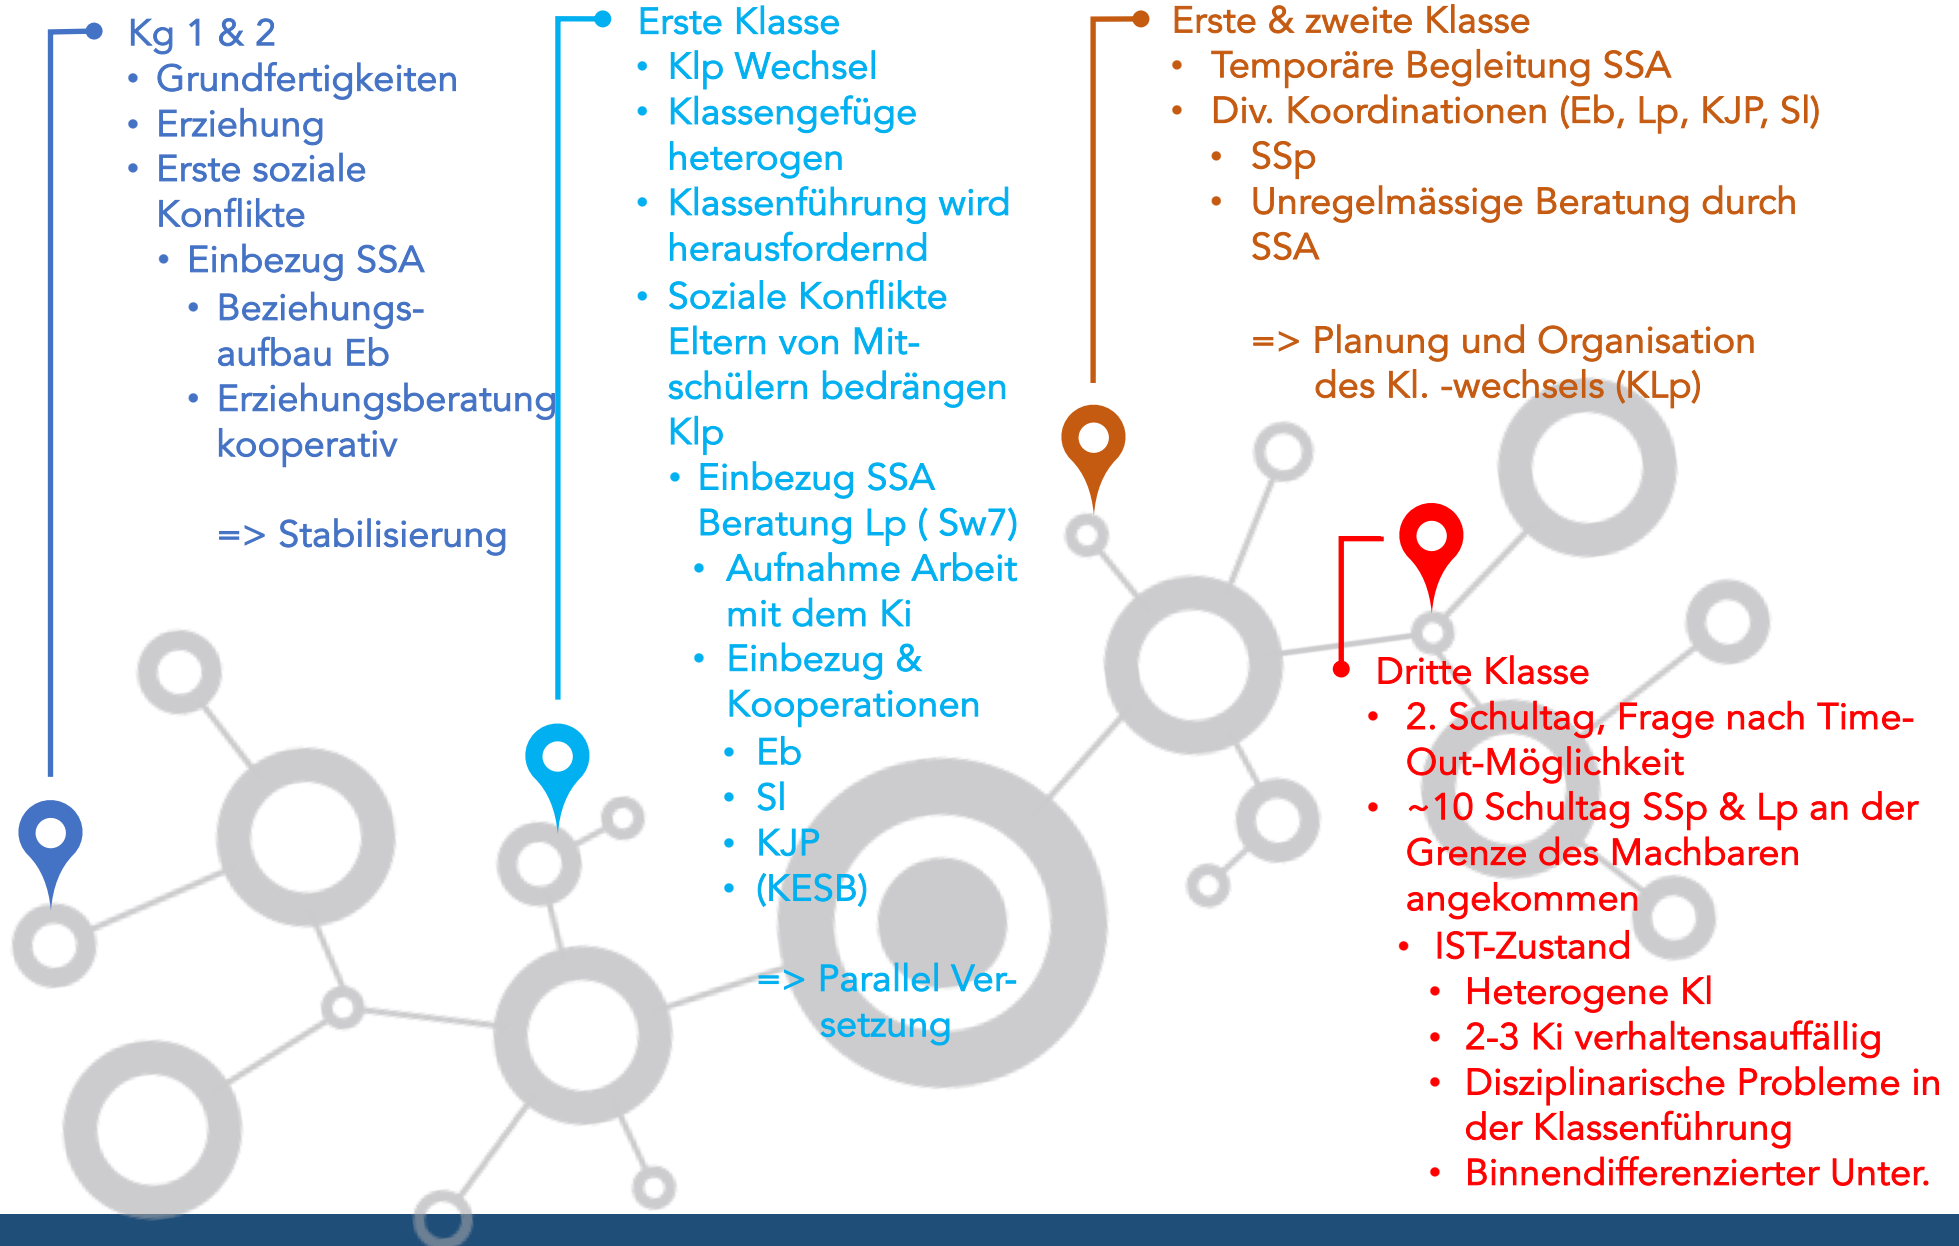 Kg 1 & 2
• Grundfertigkeiten
• Erziehung
• Erste soziale
Konflikte
• Einbezug SSA
• Beziehungs-
aufbau Eb
• Erziehungsberatung
kooperativ
=> Stabilisierung
Erste Klasse
• Klp Wechsel
• Klassengefüge
heterogen
• Klassenführung wird
herausfordernd
• Soziale Konflikte
Eltern von Mit-
schülern bedrängen
Klp
• Einbezug SSA
Beratung Lp ( Sw7)
• Aufnahme Arbeit
mit dem Ki
• Einbezug &
Kooperationen
• Eb
• Sl
• KJP
• (KESB)
=> Parallel Ver-
setzung
Erste & zweite Klasse
• Temporäre Begleitung SSA
• Div. Koordinationen (Eb, Lp, KJP, Sl)
• SSp
• Unregelmässige Beratung durch
SSA
=> Planung und Organisation
des Kl. -wechsels (KLp)
Dritte Klasse
• 2. Schultag, Frage nach Time-
Out-Möglichkeit
• ~10 Schultag SSp & Lp an der
Grenze des Machbaren
angekommen
• IST-Zustand
• Heterogene Kl
• 2-3 Ki verhaltensauffällig
• Disziplinarische Probleme in
der Klassenführung
• Binnendifferenzierter Unter.